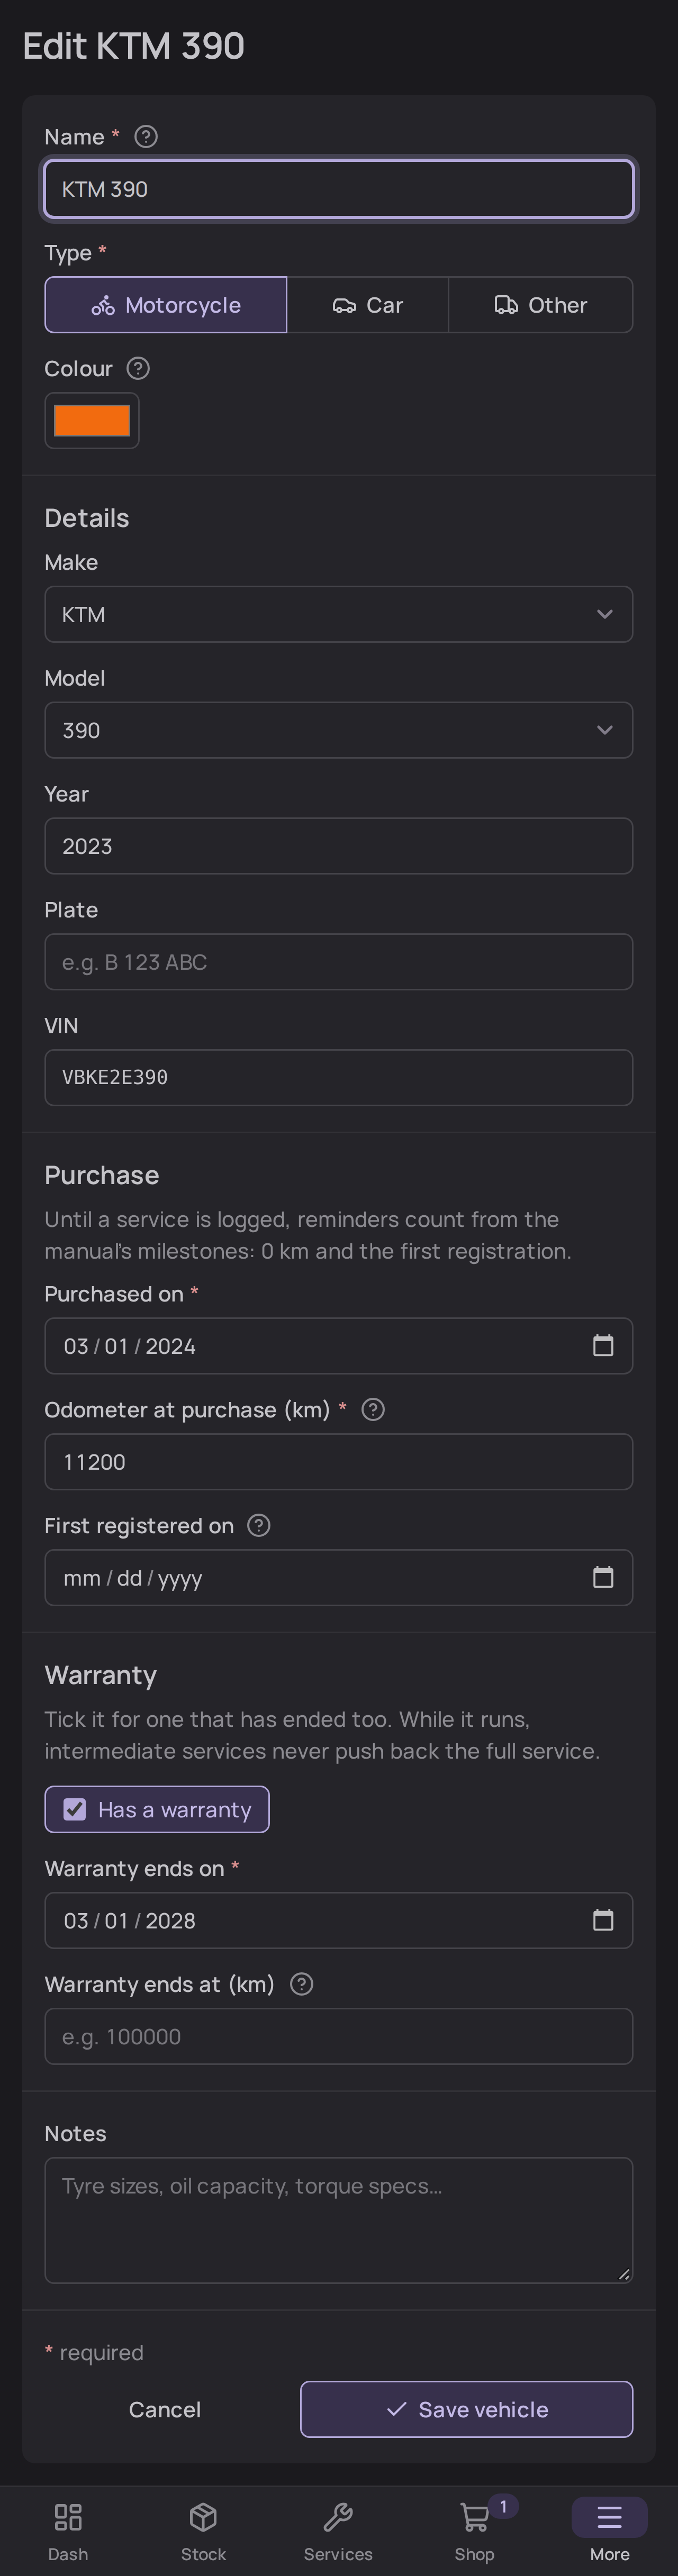 Edit KTM 390
Name *
KTM 390
Type *
Motorcycle Car Other
Colour
Details
Make
KTM
Model
390
Year
2023
Plate
e.g. B 123 ABC
VIN
VBKE2E390
Purchase
Until a service is logged, reminders count from the
manual's milestones: 0 km and the first registration.
Purchased on *
03 / 01 / 2024
Odometer at purchase (km) *
11200
First registered on
mm / dd / yyyy
Warranty
Tick it for one that has ended too. While it runs,
intermediate services never push back the full service.
Has a warranty
Warranty ends on *
03 / 01 / 2028
Warranty ends at (km)
e.g. 100000
Notes
Tyre sizes, oil capacity, torque specs…
* required
Cancel Save vehicle
1
Dash Stock Services Shop More